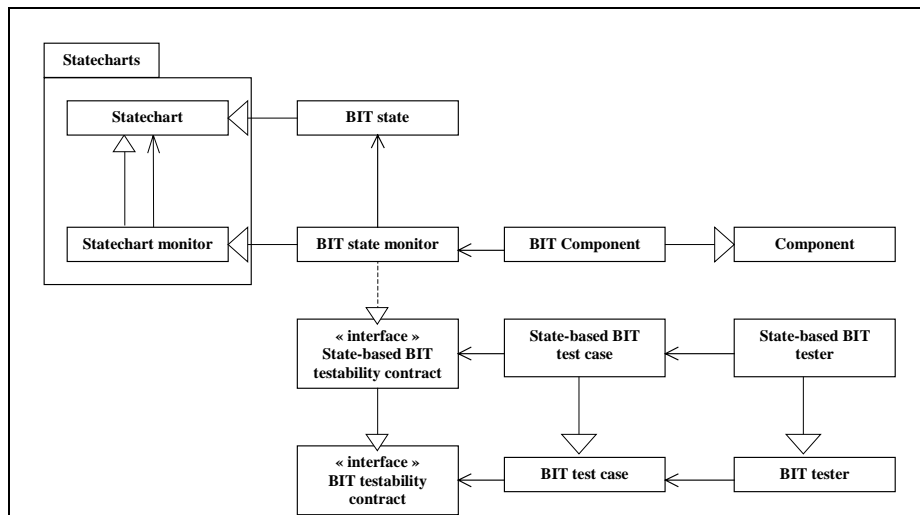 Statecharts
Statechart
BIT state
Statechart monitor
BIT state monitor
BIT Component
Component
« interface »
State-based BIT
testability contract
State-based BIT
test case
State-based BIT
tester
« interface »
BIT testability
contract
BIT test case
BIT tester